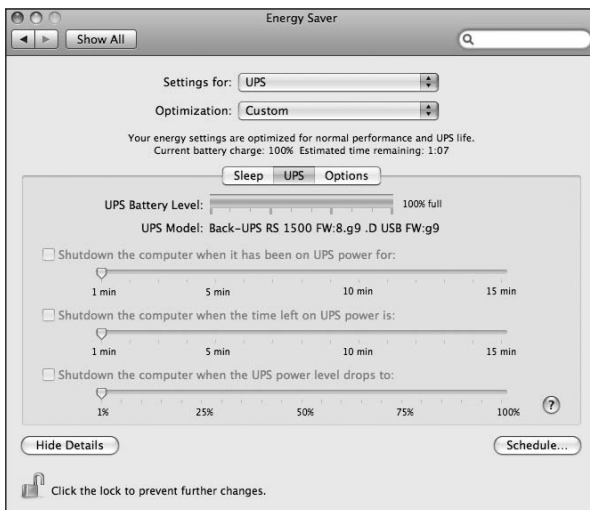 Energy Saver
Show All
Settings for: UPS
Optimization: Custom
Your energy settings are optimized for normal performance and UPS life.
Current battery charge: 100% Estimated time remaining: 1:07
Sleep UPS Options
UPS Battery Level: 100% full
UPS Model: Back-UPS RS 1500 FW:8.g9 .D USB FW:g9
Shutdown the computer when it has been on UPS power for:
1 min 5 min 10 min 15 min
Shutdown the computer when the time left on UPS power is:
1 min 5 min 10 min 15 min
Shutdown the computer when the UPS power level drops to:
1% 25% 50% 75% 100%
?
Hide Details Schedule...
Click the lock to prevent further changes.